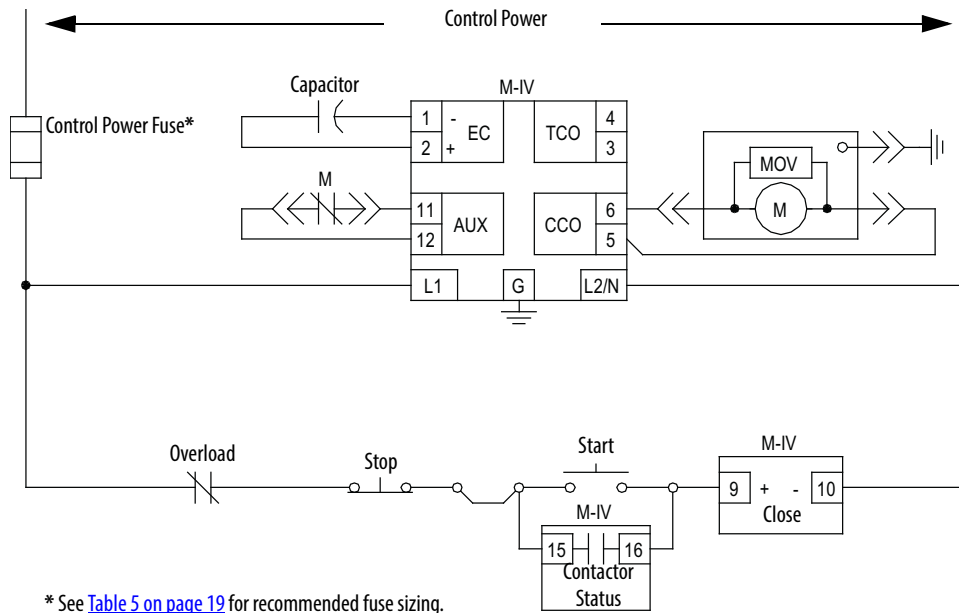 Control Power
Control Power Fuse*
Capacitor
M-IV
1 - EC
2 +
TCO 4
3
M
11 AUX
12
CCO 6
5
MOV
M
L1 G L2/N
Overload
Stop
Start
M-IV
15 16
Contactor
Status
M-IV
9 + - 10
Close
* See Table 5 on page 19 for recommended fuse sizing.